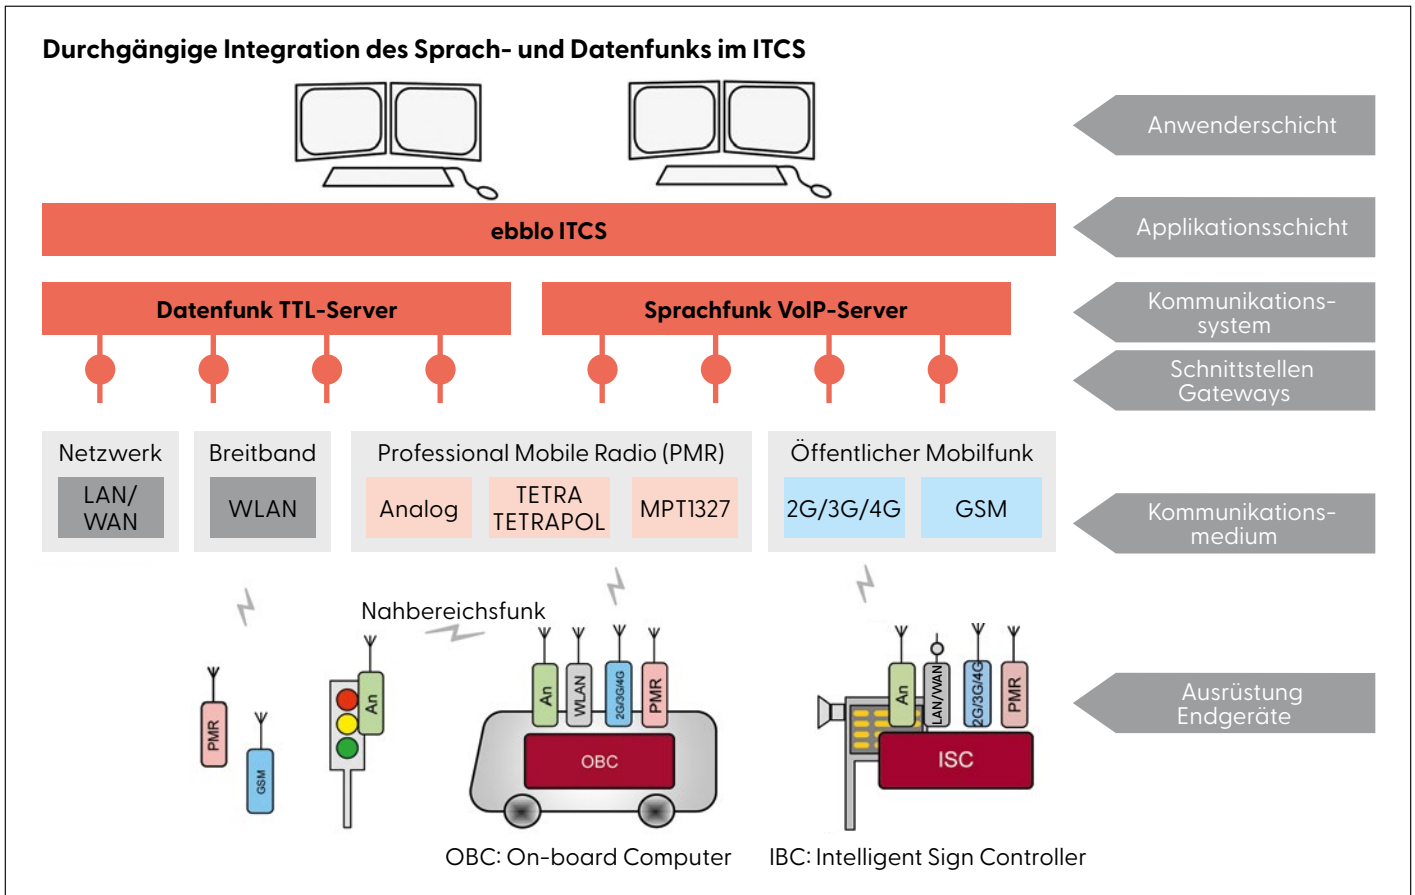 Durchgängige Integration des Sprach- und Datenfunks im ITCS
Anwenderschicht
ebblo ITCS
Applikationsschicht
Datenfunk TTL-Server
Sprachfunk VoIP-Server
Kommunikations-
system
Schnittstellen
Gateways
Netzwerk
LAN/
WAN
Breitband
WLAN
Professional Mobile Radio (PMR)
Analog
TETRA
TETRAPOL
MPT1327
Öffentlicher Mobilfunk
2G/3G/4G
GSM
Kommunikations-
medium
Nahbereichsfunk
PMR
GSM
An
An
WLAN
2G/3G/4G
PMR
OBC
An
LAN/WAN
2G/3G/4G
PMR
ISC
Ausrüstung
Endgeräte
OBC: On-board Computer
IBC: Intelligent Sign Controller